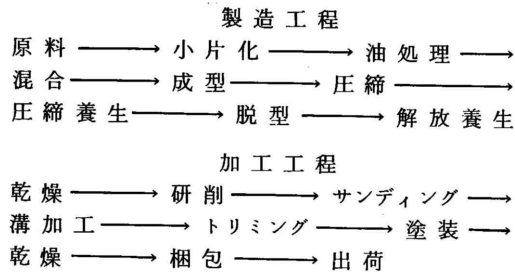 製造工程
原料 → 小片化 → 油処理 →
混合 → 成型 → 圧締 →
圧締養生 → 脱型 → 解放養生
加工工程
乾燥 → 研削 → サンディング →
溝加工 → トリミング → 塗装 →
乾燥 → 梱包 → 出荷